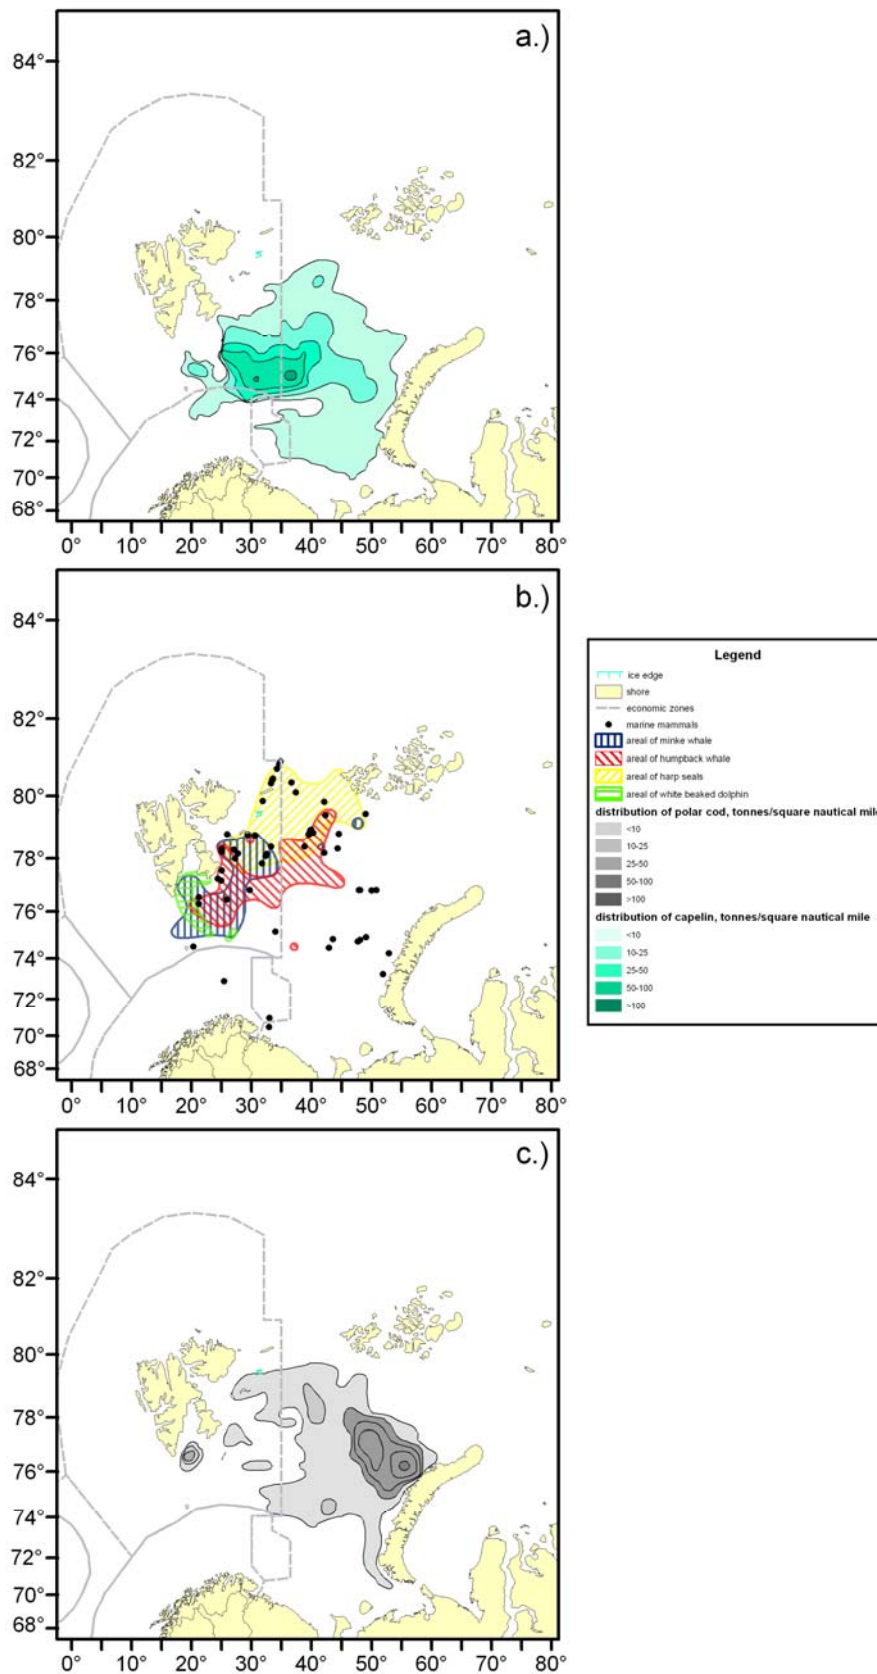 a.)
84°
82°
80°
78°
76°
74°
72°
70°
68°
0° 10° 20° 30° 40° 50° 60° 70° 80°
b.)
84°
82°
80°
78°
76°
74°
72°
70°
68°
0° 10° 20° 30° 40° 50° 60° 70° 80°
Legend
ice edge
shore
economic zones
marine mammals
areal of minke whale
areal of humpback whale
areal of harp seals
areal of white beaked dolphin
distribution of polar cod, tonnes/square nautical mile
<10
10-25
25-50
50-100
>100
distribution of capelin, tonnes/square nautical mile
<10
10-25
25-50
50-100
~100
c.)
84°
82°
80°
78°
76°
74°
72°
70°
68°
0° 10° 20° 30° 40° 50° 60° 70° 80°